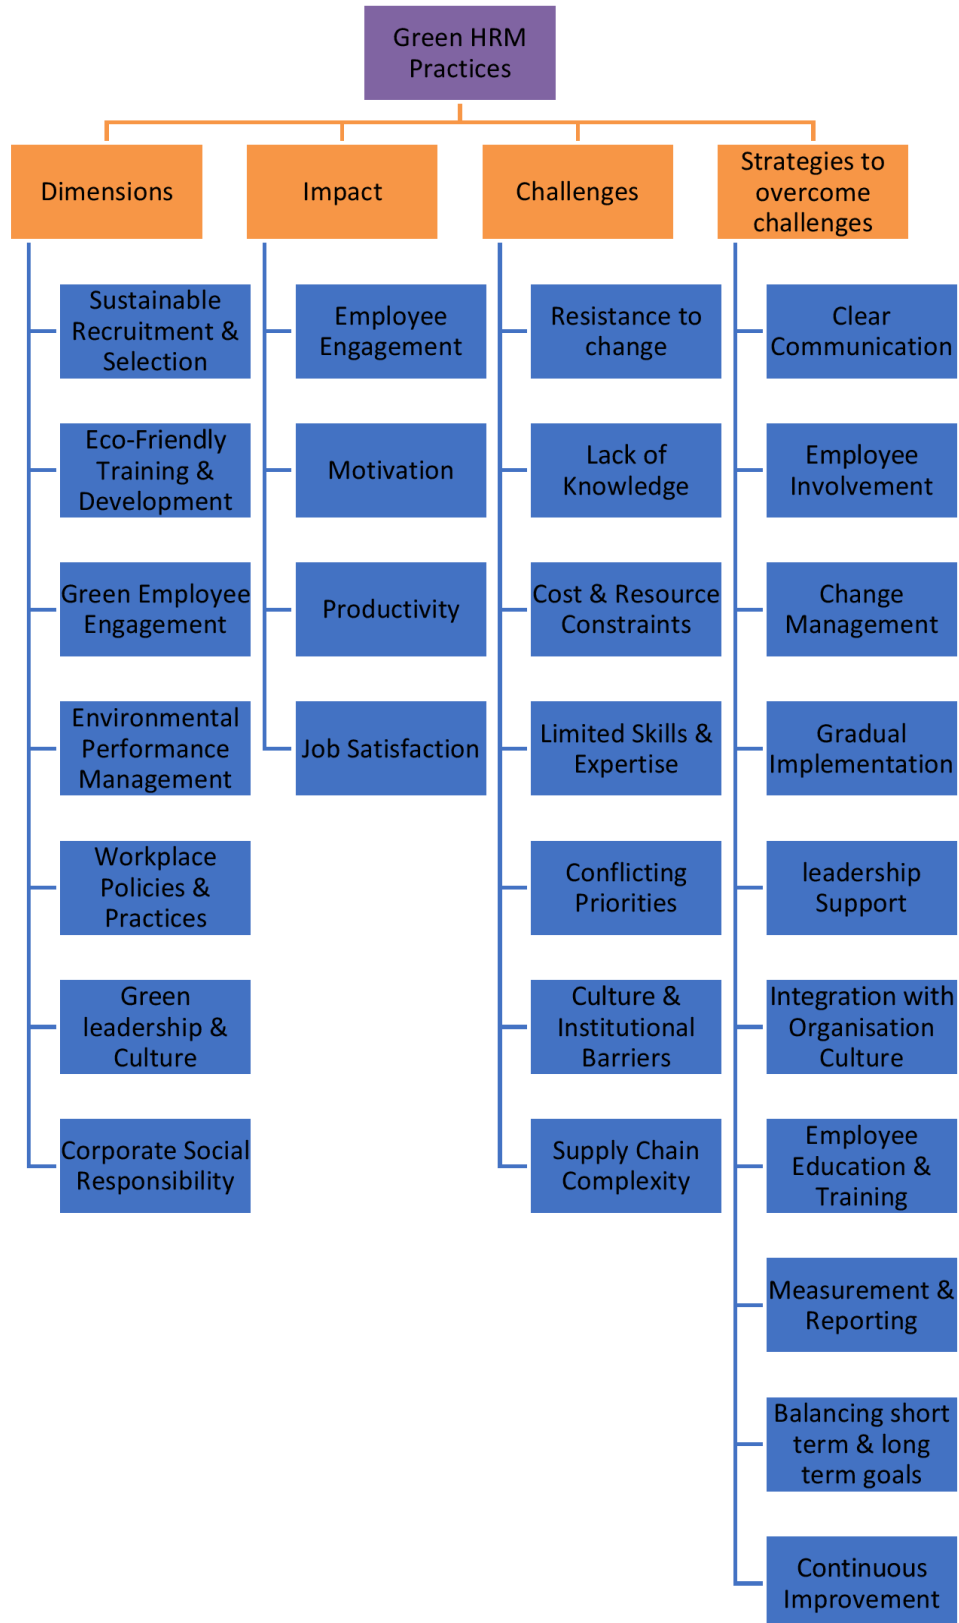 Green HRM
Practices
Dimensions
Sustainable
Recruitment &
Selection
Eco-Friendly
Training &
Development
Green Employee
Engagement
Environmental
Performance
Management
Workplace
Policies &
Practices
Green
leadership &
Culture
Corporate Social
Responsibility
Impact
Employee
Engagement
Motivation
Productivity
Job Satisfaction
Challenges
Resistance to
change
Lack of
Knowledge
Cost & Resource
Constraints
Limited Skills &
Expertise
Conflicting
Priorities
Culture &
Institutional
Barriers
Supply Chain
Complexity
Strategies to
overcome
challenges
Clear
Communication
Employee
Involvement
Change
Management
Gradual
Implementation
leadership
Support
Integration with
Organisation
Culture
Employee
Education &
Training
Measurement &
Reporting
Balancing short
term & long
term goals
Continuous
Improvement